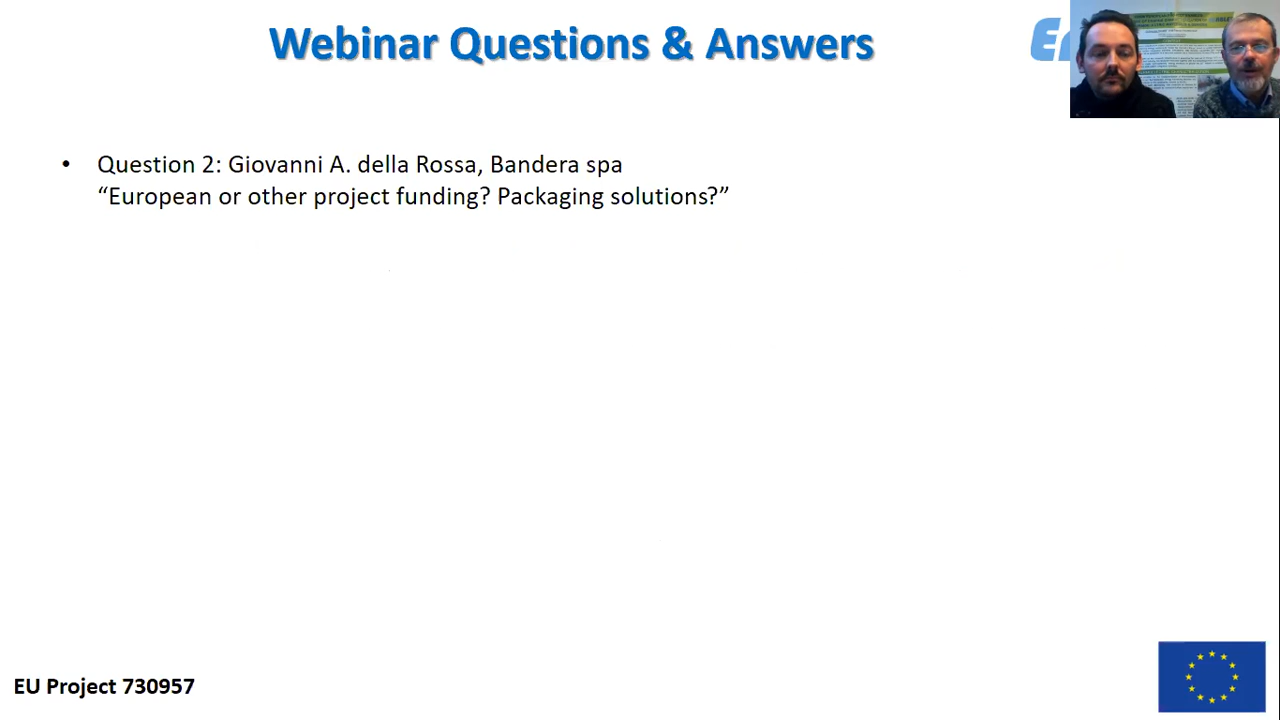 Webinar Questions & Answers
• Question 2: Giovanni A. della Rossa, Bandera spa
“European or other project funding? Packaging solutions?”
EU Project 730957